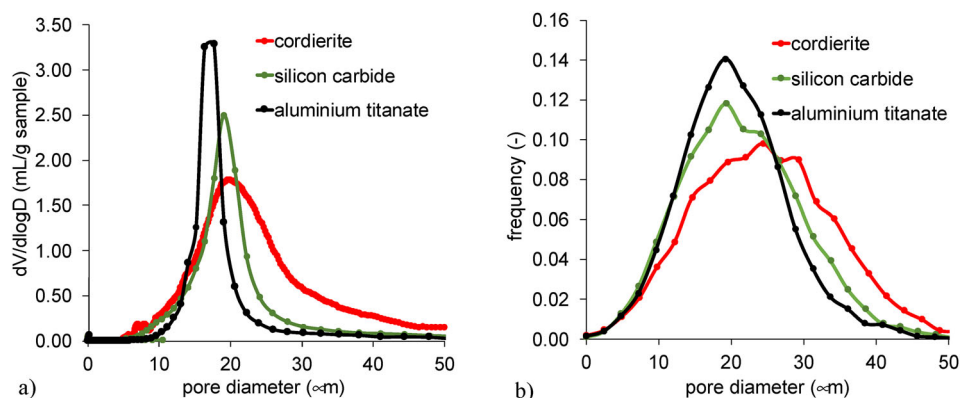 3.50
3.00
2.50
2.00
1.50
1.00
0.50
0.00
dV/dlogD (mL/g sample)
cordierite
silicon carbide
aluminium titanate
0 10 20 30 40 50
pore diameter (∝m)
a)
0.16
0.14
0.12
0.10
0.08
0.06
0.04
0.02
0.00
frequency (-)
cordierite
silicon carbide
aluminium titanate
0 10 20 30 40 50
pore diameter (∝m)
b)